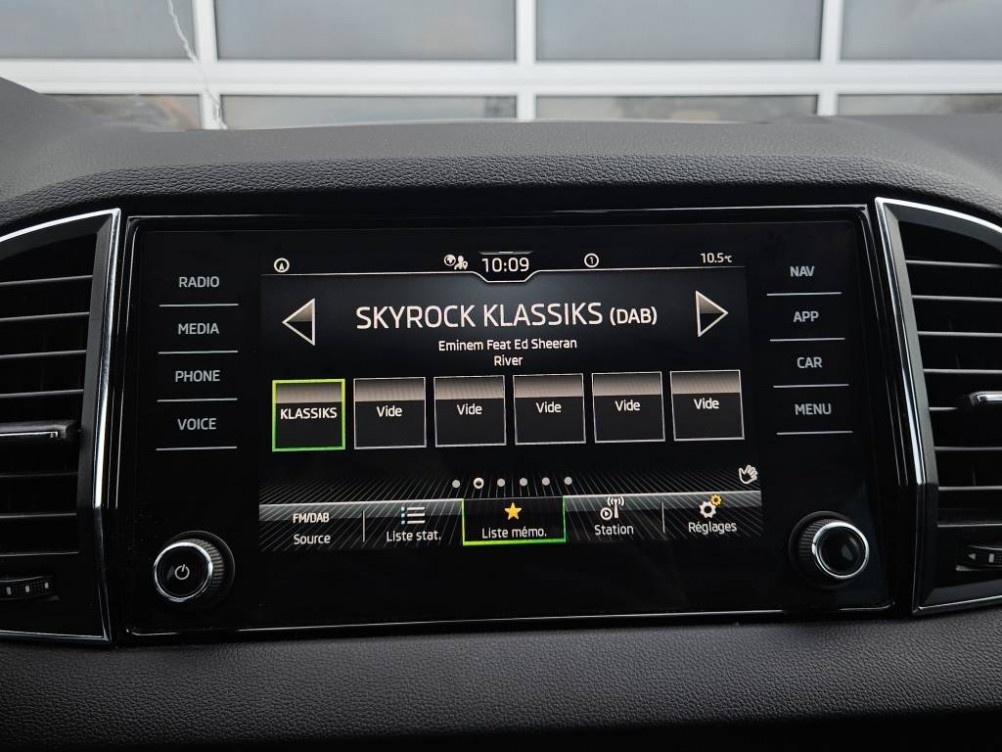 10:09
1
10.5°C
RADIO
MEDIA
PHONE
VOICE
SKYROCK KLASSIKS (DAB)
Eminem Feat Ed Sheeran
River
KLASSIKS
Vide
Vide
Vide
Vide
Vide
FM/DAB
Source
Liste stat.
Liste mémo.
Station
Réglages
NAV
APP
CAR
MENU